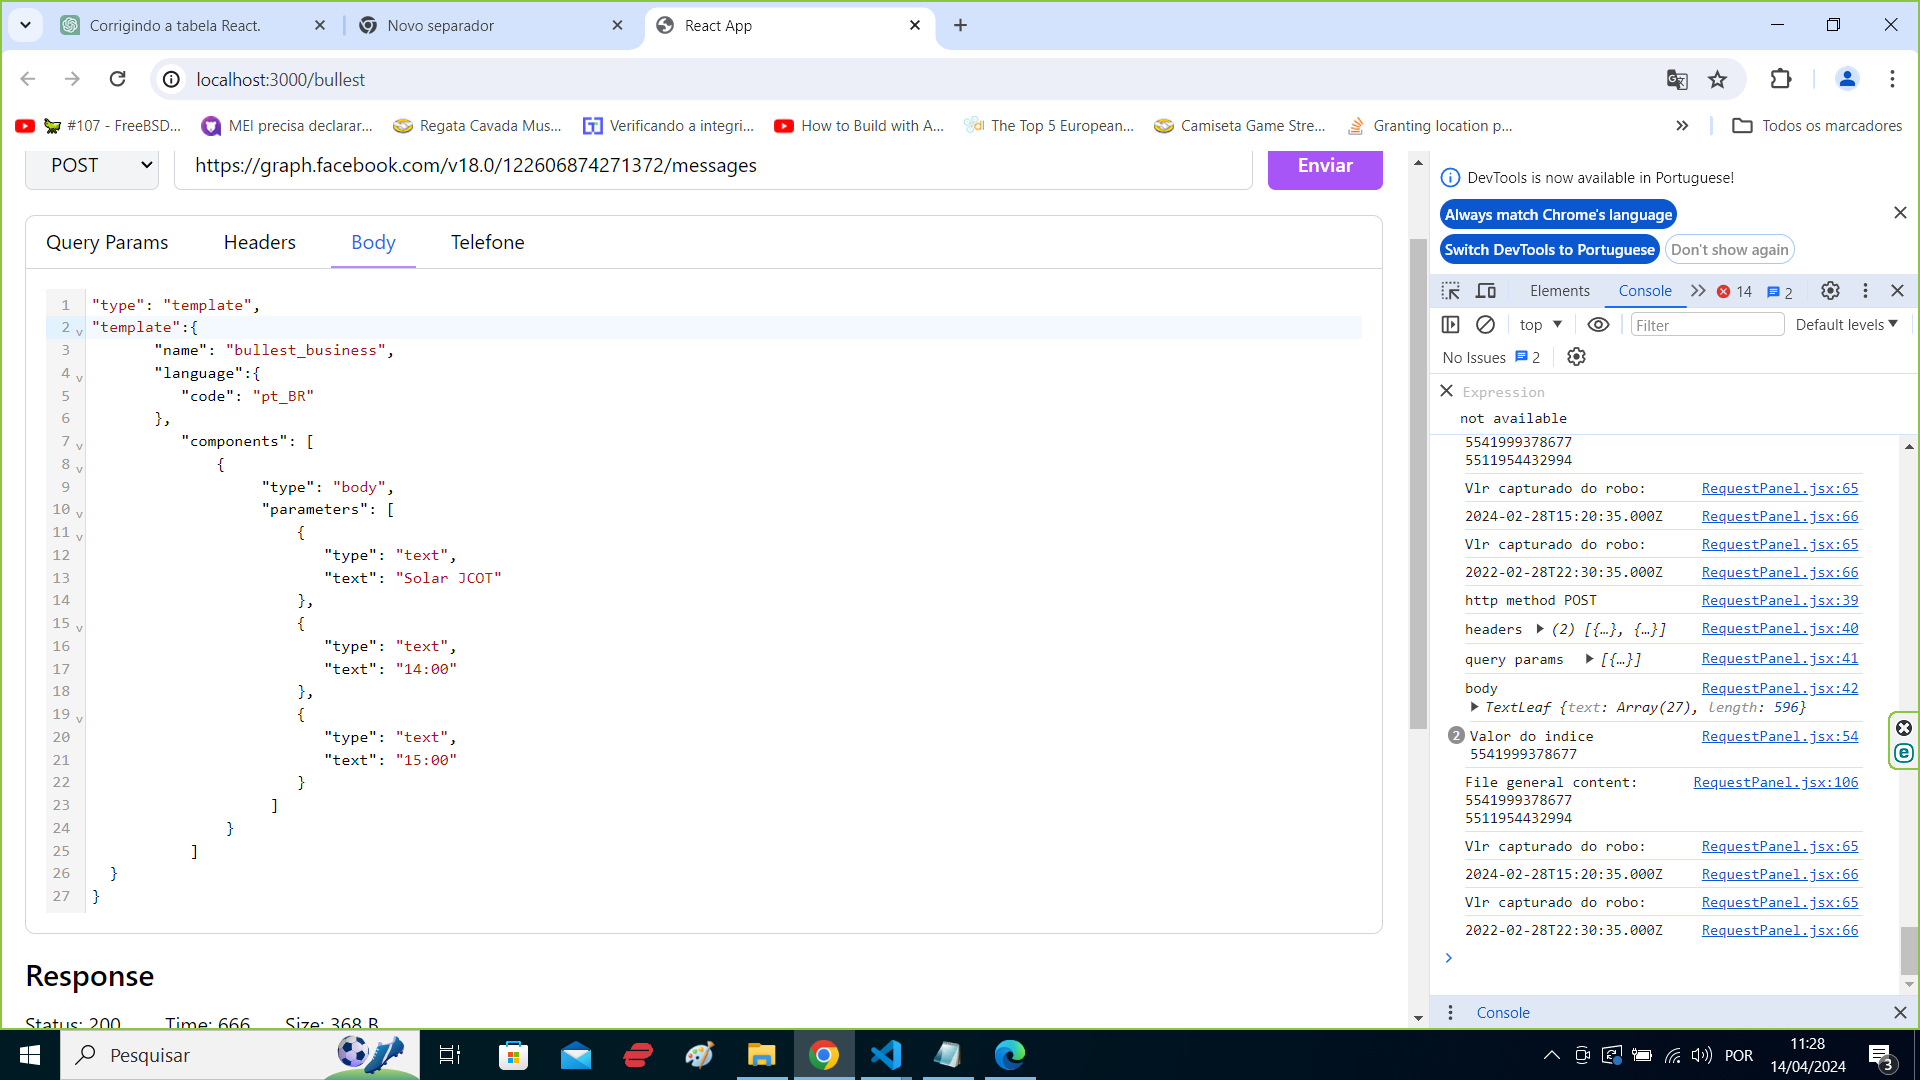 Corrigindo a tabela React.
Novo separador
React App
localhost:3000/bullest
#107 - FreeBSD...
MEI precisa declarar...
Regata Cavada Mus...
Verificando a integri...
How to Build with A...
The Top 5 European...
Camiseta Game Stre...
Granting location p...
Todos os marcadores
POST
https://graph.facebook.com/v18.0/122606874271372/messages
Enviar
Query Params
Headers
Body
Telefone
1 "type": "template",
2 "template":{
3 "name": "bullest_business",
4 "language":{
5 "code": "pt_BR"
6 },
7 "components": [
8 {
9 "type": "body",
10 "parameters": [
11 {
12 "type": "text",
13 "text": "Solar JCOT"
14 },
15 {
16 "type": "text",
17 "text": "14:00"
18 },
19 {
20 "type": "text",
21 "text": "15:00"
22 }
23 ]
24 }
25 ]
26 }
27 }
Response
Status: 200 Time: 666 Size: 368 B
DevTools is now available in Portuguese!
Always match Chrome's language
Switch DevTools to Portuguese
Don't show again
Elements
Console
14
2
top
Filter
Default levels
No Issues 2
Expression
not available
5541999378677
5511954432994
Vlr capturado do robo: RequestPanel.jsx:65
2024-02-28T15:20:35.000Z RequestPanel.jsx:66
Vlr capturado do robo: RequestPanel.jsx:65
2022-02-28T22:30:35.000Z RequestPanel.jsx:66
http method POST RequestPanel.jsx:39
headers (2) [{…}, {…}] RequestPanel.jsx:40
query params [{…}] RequestPanel.jsx:41
body RequestPanel.jsx:42
TextLeaf {text: Array(27), length: 596}
2 Valor do indice RequestPanel.jsx:54
5541999378677
File general content: RequestPanel.jsx:106
5541999378677
5511954432994
Vlr capturado do robo: RequestPanel.jsx:65
2024-02-28T15:20:35.000Z RequestPanel.jsx:66
Vlr capturado do robo: RequestPanel.jsx:65
2022-02-28T22:30:35.000Z RequestPanel.jsx:66
Console
Pesquisar
POR
11:28
14/04/2024
3